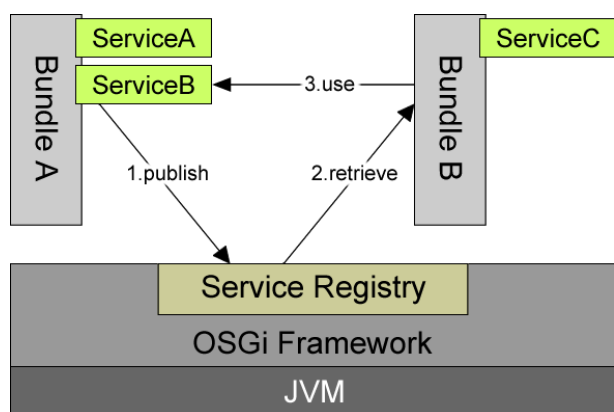 ServiceA
ServiceC
Bundle A
ServiceB
3.use
Bundle B
1.publish
2.retrieve
Service Registry
OSGi Framework
JVM